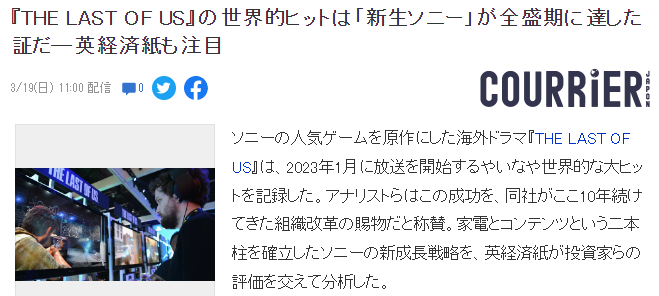 『THE LAST OF US』の世界的ヒットは「新生ソニー」が全盛期に達した
証だ―英経済紙も注目
3/19(日) 11:00 配信 0
COURRiER JAPON
THE LAST OF US
ソニーの人気ゲームを原作にした海外ドラマ『THE LAST OF
US』は、2023年1月に放送を開始するやいなや世界的な大ヒッ
トを記録した。アナリストらはこの成功を、同社がここ10年続け
てきた組織改革の賜物だと称賛。家電とコンテンツという二本
柱を確立したソニーの新成長戦略を、英経済紙が投資家らの
評価を交えて分析した。